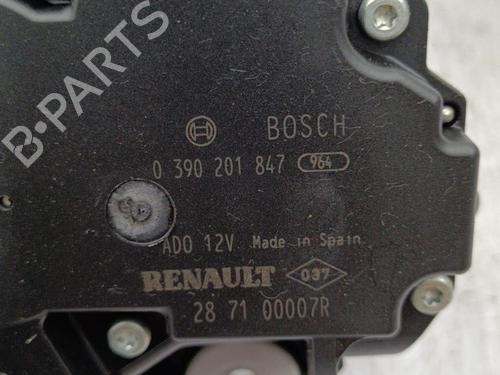 B-PARTS
BOSCH
0 390 201 847 964
ADO 12V Made in Spain
RENAULT 037
28 71 00007R